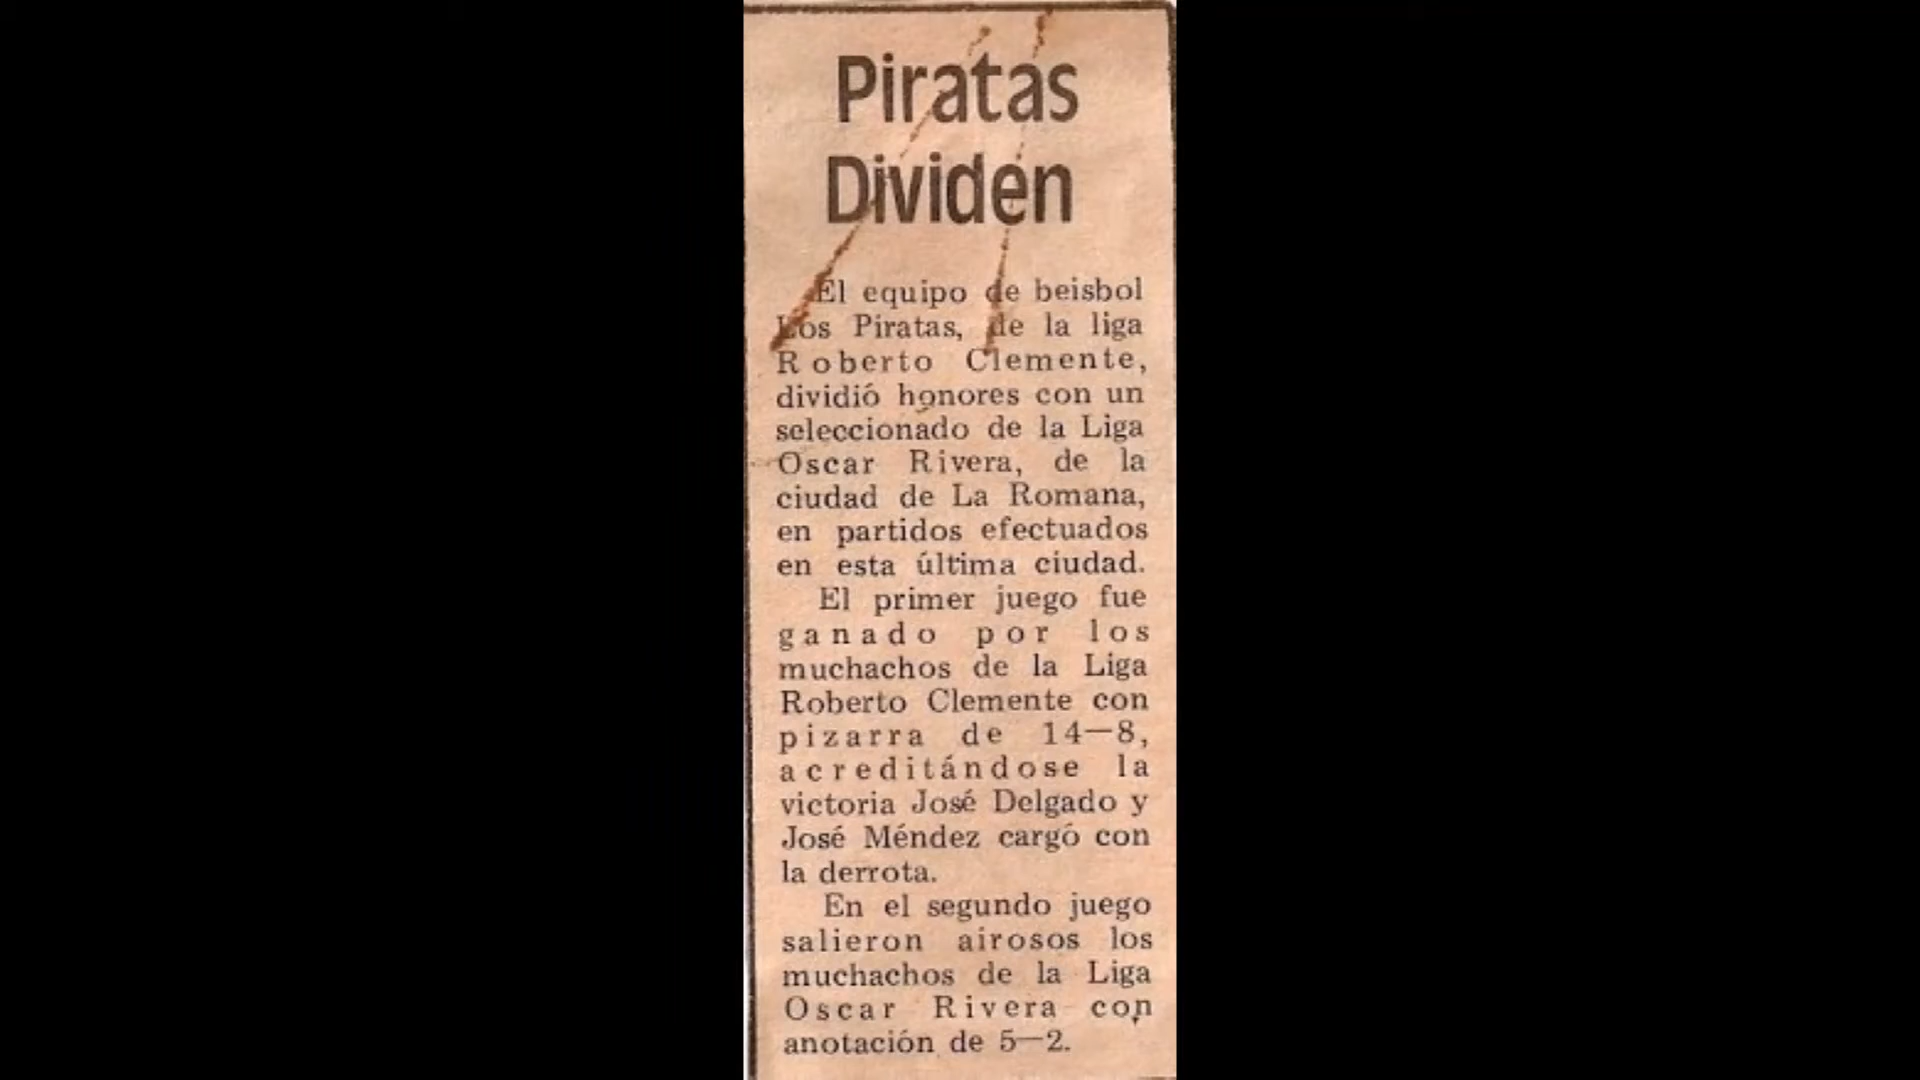 Piratas
Dividen
El equipo de beisbol
Los Piratas, de la liga
Roberto Clemente,
dividió honores con un
seleccionado de la Liga
Oscar Rivera, de la
ciudad de La Romana,
en partidos efectuados
en esta última ciudad.
El primer juego fue
ganado por los
muchachos de la Liga
Roberto Clemente con
pizarra de 14—8,
acreditándose la
victoria José Delgado y
José Méndez cargó con
la derrota.
En el segundo juego
salieron airosos los
muchachos de la Liga
Oscar Rivera con
anotación de 5—2.